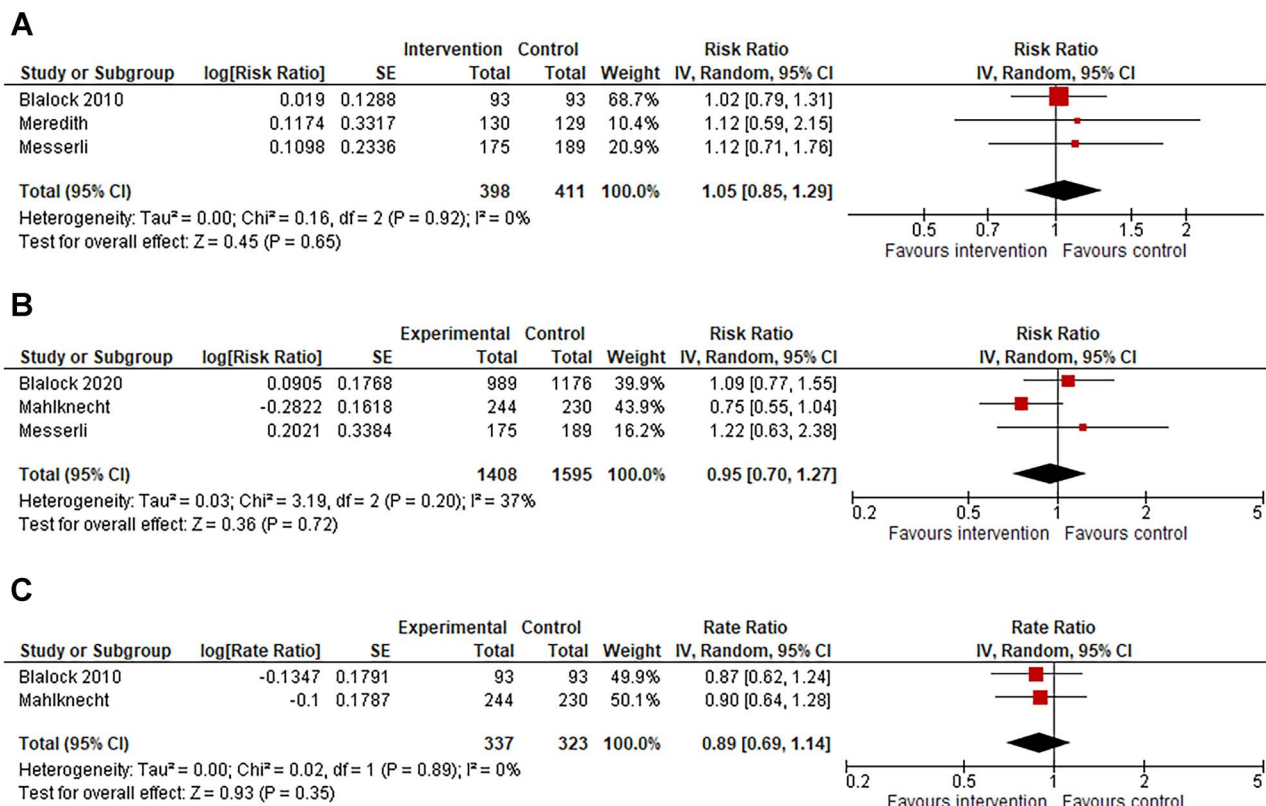 A
Intervention Control Risk Ratio Risk Ratio
Study or Subgroup log[Risk Ratio] SE Total Total Weight IV, Random, 95% CI IV, Random, 95% CI
Blalock 2010 0.019 0.1288 93 93 68.7% 1.02 [0.79, 1.31]
Meredith 0.1174 0.3317 130 129 10.4% 1.12 [0.59, 2.15]
Messerli 0.1098 0.2336 175 189 20.9% 1.12 [0.71, 1.76]
Total (95% CI) 398 411 100.0% 1.05 [0.85, 1.29]
Heterogeneity: Tau² = 0.00; Chi² = 0.16, df = 2 (P = 0.92); I² = 0%
Test for overall effect: Z = 0.45 (P = 0.65)
0.5 0.7 1 1.5 2
Favours intervention Favours control
B
Experimental Control Risk Ratio Risk Ratio
Study or Subgroup log[Risk Ratio] SE Total Total Weight IV, Random, 95% CI IV, Random, 95% CI
Blalock 2020 0.0905 0.1768 989 1176 39.9% 1.09 [0.77, 1.55]
Mahlknecht -0.2822 0.1618 244 230 43.9% 0.75 [0.55, 1.04]
Messerli 0.2021 0.3384 175 189 16.2% 1.22 [0.63, 2.38]
Total (95% CI) 1408 1595 100.0% 0.95 [0.70, 1.27]
Heterogeneity: Tau² = 0.03; Chi² = 3.19, df = 2 (P = 0.20); I² = 37%
Test for overall effect: Z = 0.36 (P = 0.72)
0.2 0.5 1 2 5
Favours intervention Favours control
C
Experimental Control Rate Ratio Rate Ratio
Study or Subgroup log[Rate Ratio] SE Total Total Weight IV, Random, 95% CI IV, Random, 95% CI
Blalock 2010 -0.1347 0.1791 93 93 49.9% 0.87 [0.62, 1.24]
Mahlknecht -0.1 0.1787 244 230 50.1% 0.90 [0.64, 1.28]
Total (95% CI) 337 323 100.0% 0.89 [0.69, 1.14]
Heterogeneity: Tau² = 0.00; Chi² = 0.02, df = 1 (P = 0.89); I² = 0%
Test for overall effect: Z = 0.93 (P = 0.35)
0.2 0.5 1 2 5
Favours intervention Favours control